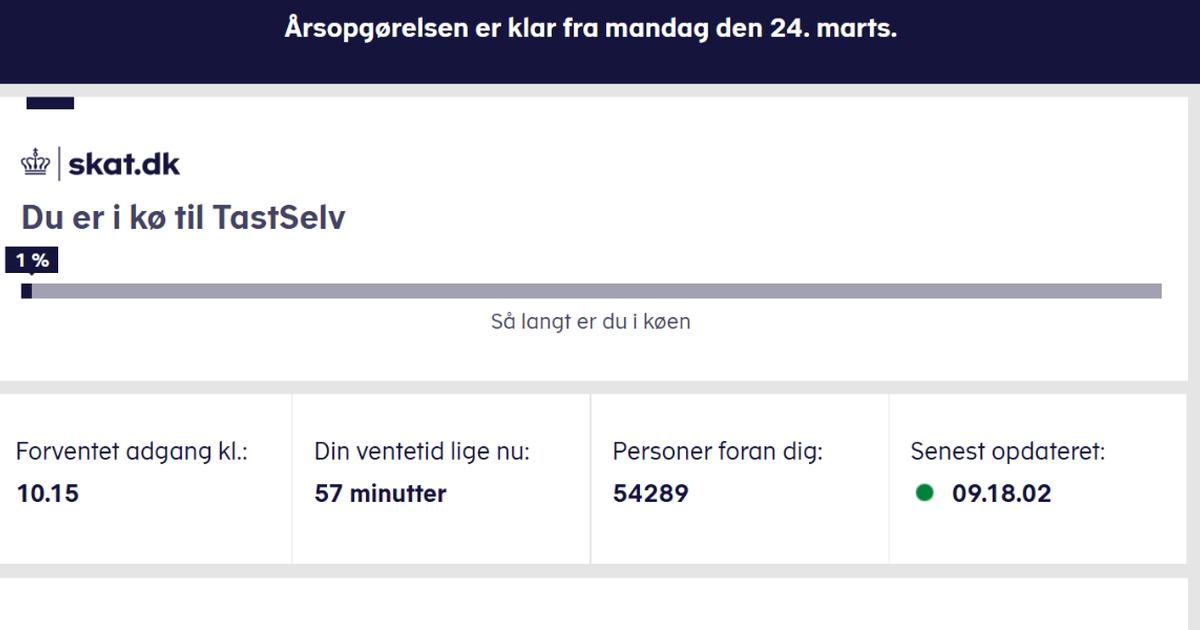 Årsopgørelsen er klar fra mandag den 24. marts.
skat.dk
Du er i kø til TastSelv
1 %
Så langt er du i køen
Forventet adgang kl.:
10.15
Din ventetid lige nu:
57 minutter
Personer foran dig:
54289
Senest opdateret:
09.18.02